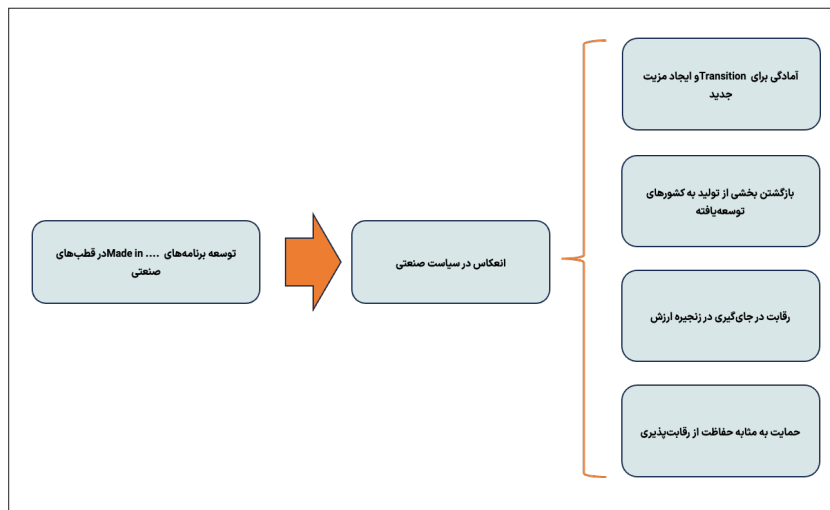 آمادگی برای Transition و ایجاد مزیت
جدید
بازگشتن بخشی از تولید به کشورهای
توسعه‌یافته
رقابت در جای‌گیری در زنجیره ارزش
حمایت به مثابه حفاظت از رقابت‌پذیری
انعکاس در سیاست صنعتی
توسعه برنامه‌های Made in .... در قطب‌های
صنعتی